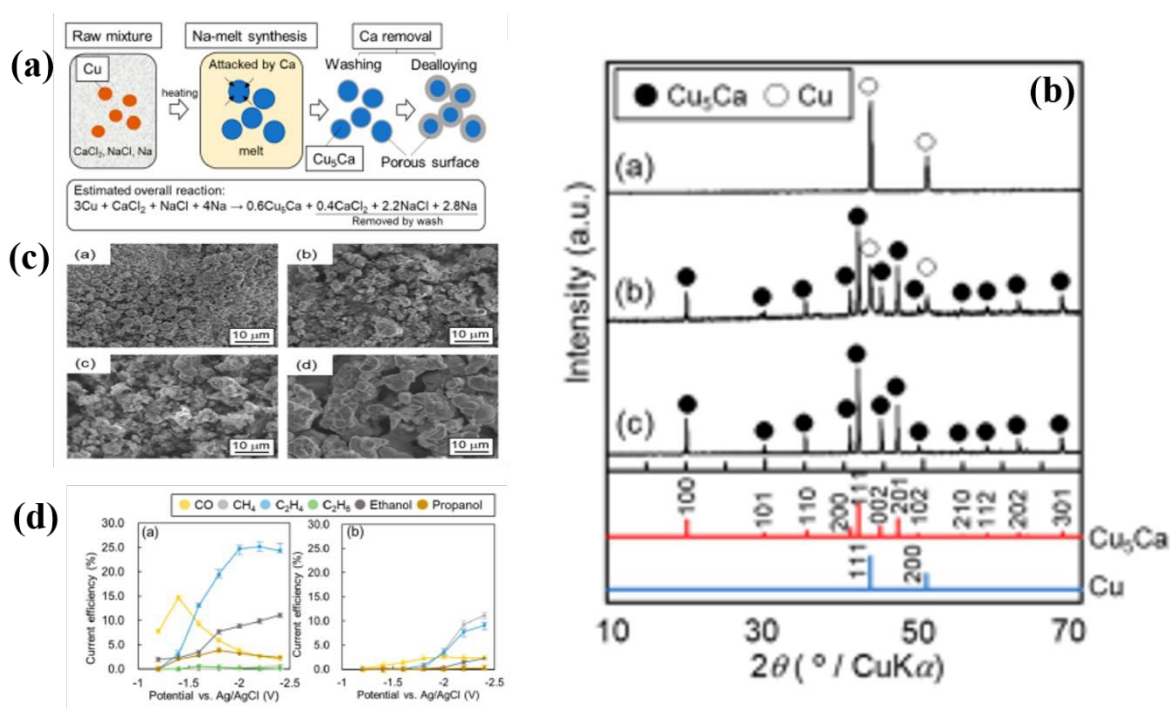 (a)
Raw mixture
Na-melt synthesis
Ca removal
Cu
Attacked by Ca
Washing
Dealloying
heating
CaCl₂, NaCl, Na
melt
Cu₅Ca
Porous surface
Estimated overall reaction:
3Cu + CaCl₂ + NaCl + 4Na → 0.6Cu₅Ca + 0.4CaCl₂ + 2.2NaCl + 2.8Na
Removed by wash
(c)
(a)
10 μm
(b)
10 μm
(c)
10 μm
(d)
10 μm
(d)
CO CH₄ C₂H₄ C₂H₆ Ethanol Propanol
(a)
Current efficiency (%)
30.0
25.0
20.0
15.0
10.0
5.0
0.0
-1 -1.5 -2 -2.5
Potential vs. Ag/AgCl (V)
(b)
Current efficiency (%)
30.0
25.0
20.0
15.0
10.0
5.0
0.0
-1 -1.5 -2 -2.5
Potential vs. Ag/AgCl (V)
(b)
Cu₅Ca Cu
(a)
(b)
(c)
Intensity (a.u.)
100 101 110 200 111 002 201 102 210 112 202 301
Cu₅Ca
111 200
Cu
10 30 50 70
2θ ( º / CuKα)